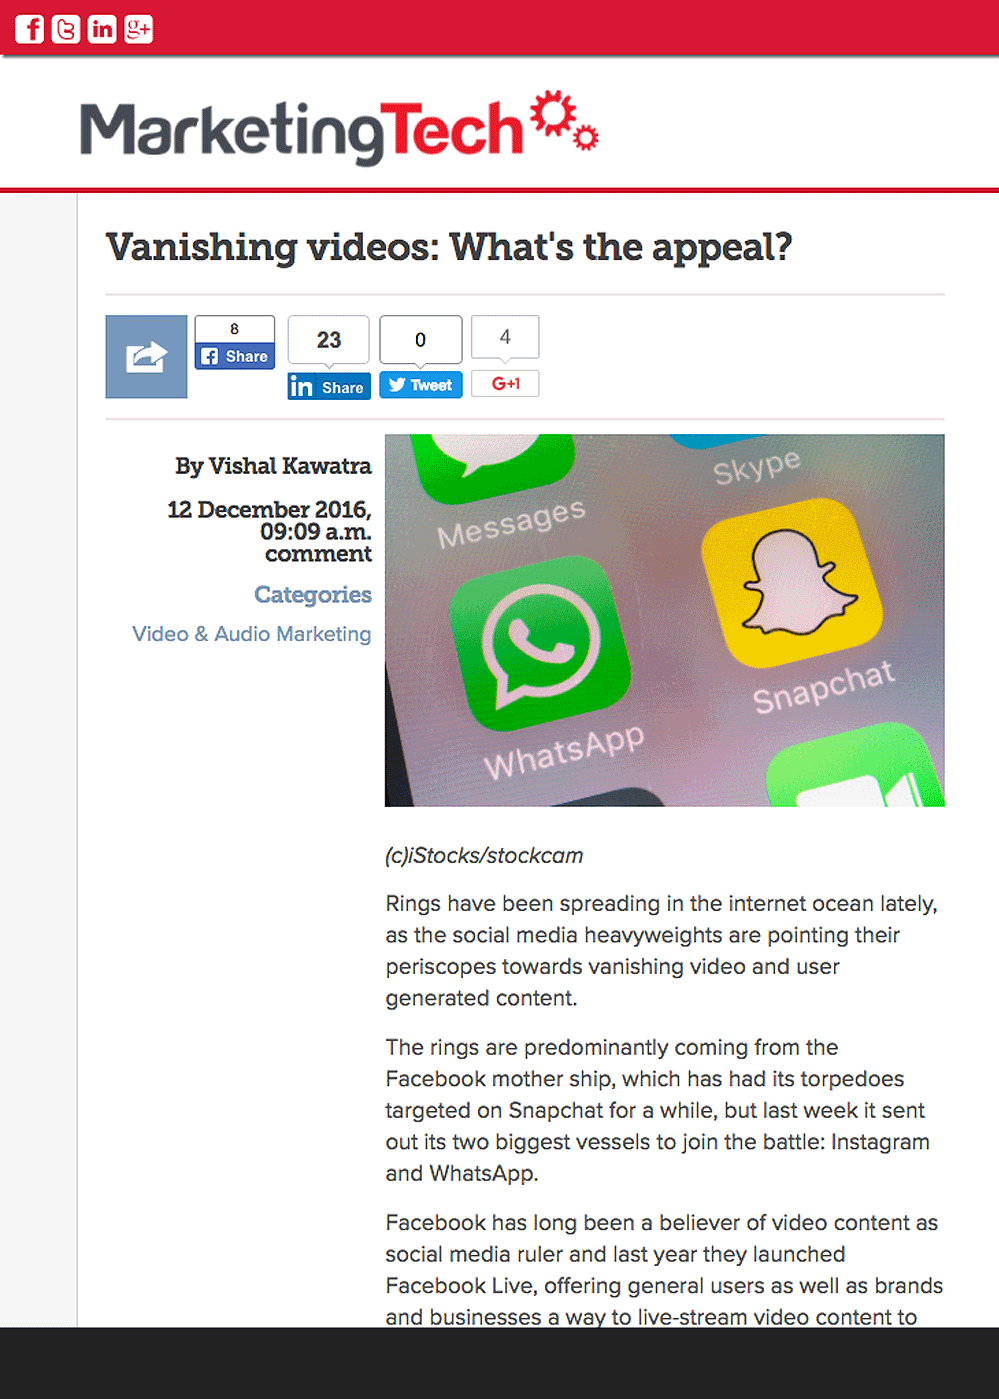 f t in g+
MarketingTech
Vanishing videos: What's the appeal?
8
f Share
23
in Share
0
Tweet
4
G+1
By Vishal Kawatra
12 December 2016,
09:09 a.m.
comment
Categories
Video & Audio Marketing
Messages
Skype
WhatsApp
Snapchat
(c)iStocks/stockcam
Rings have been spreading in the internet ocean lately,
as the social media heavyweights are pointing their
periscopes towards vanishing video and user
generated content.
The rings are predominantly coming from the
Facebook mother ship, which has had its torpedoes
targeted on Snapchat for a while, but last week it sent
out its two biggest vessels to join the battle: Instagram
and WhatsApp.
Facebook has long been a believer of video content as
social media ruler and last year they launched
Facebook Live, offering general users as well as brands
and businesses a way to live-stream video content to